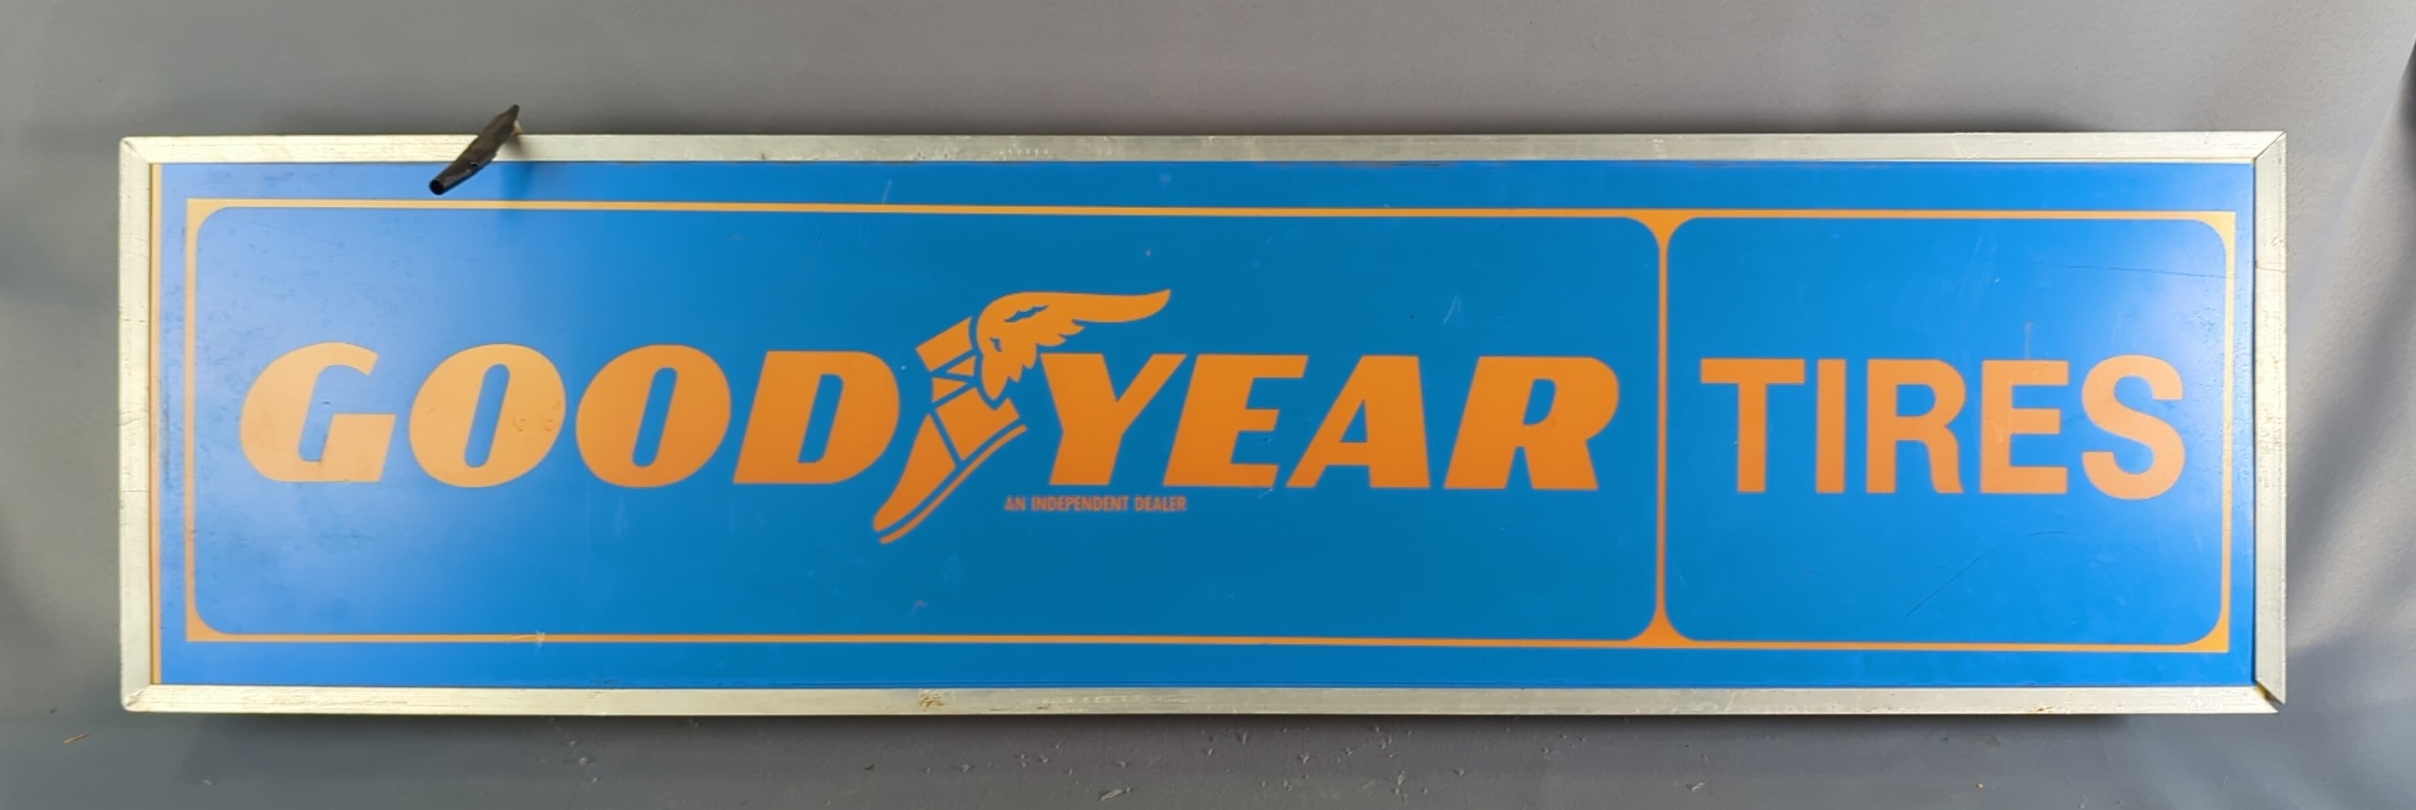 GOODYEAR TIRES
AN INDEPENDENT DEALER